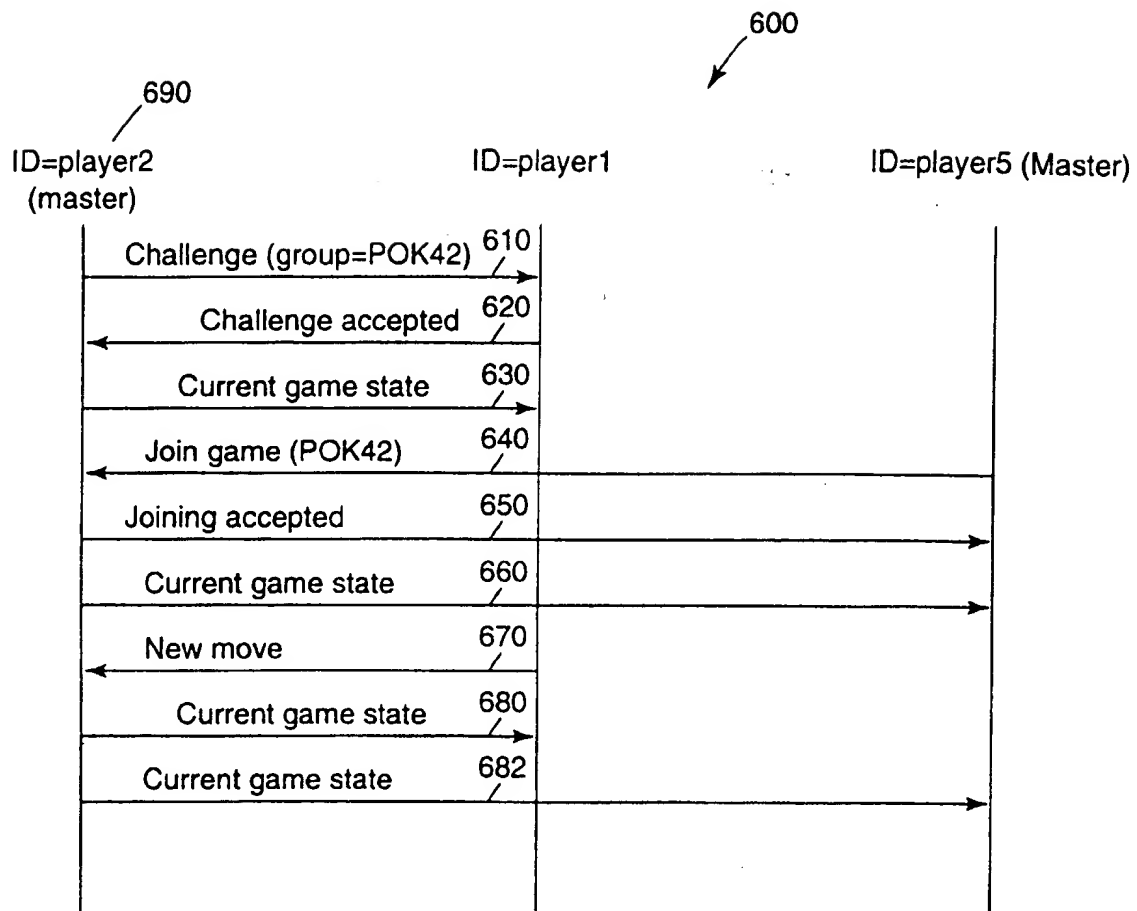 600
690
ID=player2
(master)
ID=player1
ID=player5 (Master)
Challenge (group=POK42) 610
Challenge accepted 620
Current game state 630
Join game (POK42) 640
Joining accepted 650
Current game state 660
New move 670
Current game state 680
Current game state 682